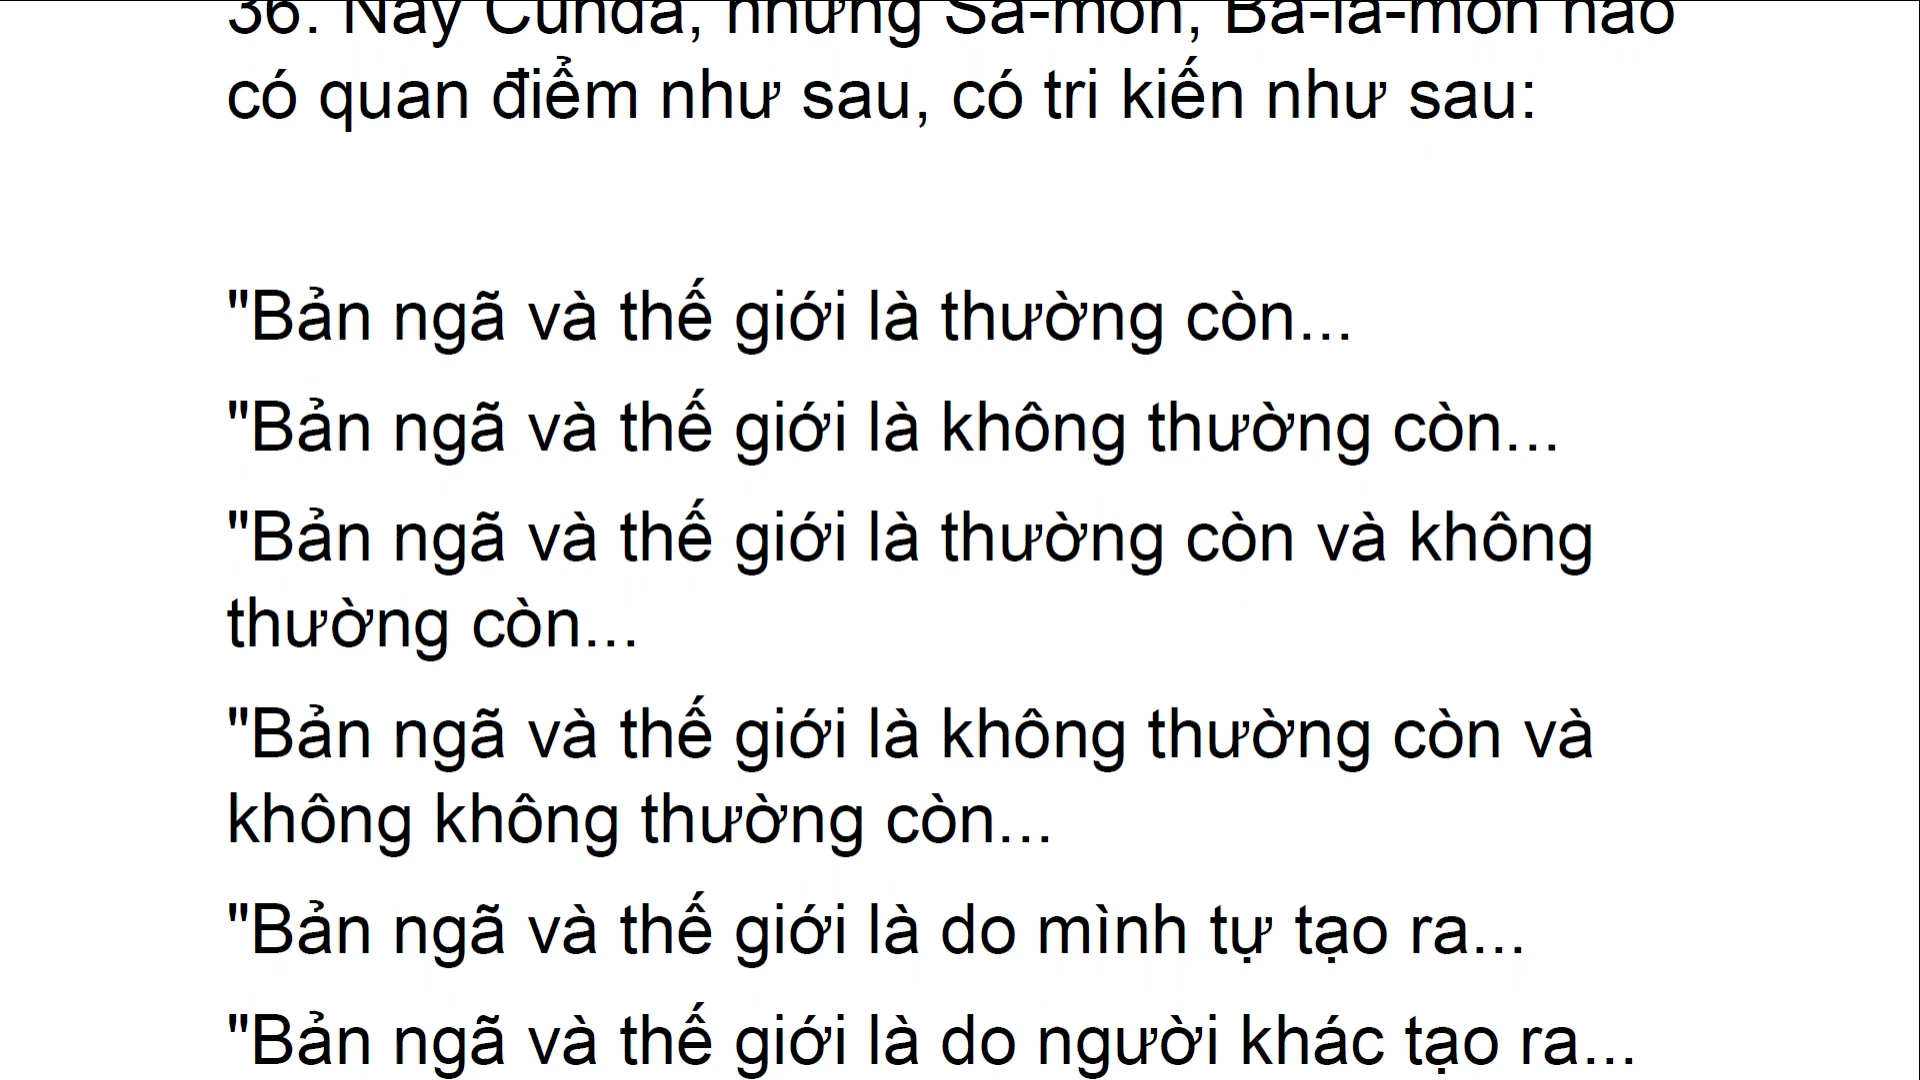 36. Này Cunda, những Sa-môn, Bà-la-môn nào
có quan điểm như sau, có tri kiến như sau:
"Bản ngã và thế giới là thường còn...
"Bản ngã và thế giới là không thường còn...
"Bản ngã và thế giới là thường còn và không
thường còn...
"Bản ngã và thế giới là không thường còn và
không không thường còn...
"Bản ngã và thế giới là do mình tự tạo ra...
"Bản ngã và thế giới là do người khác tạo ra...